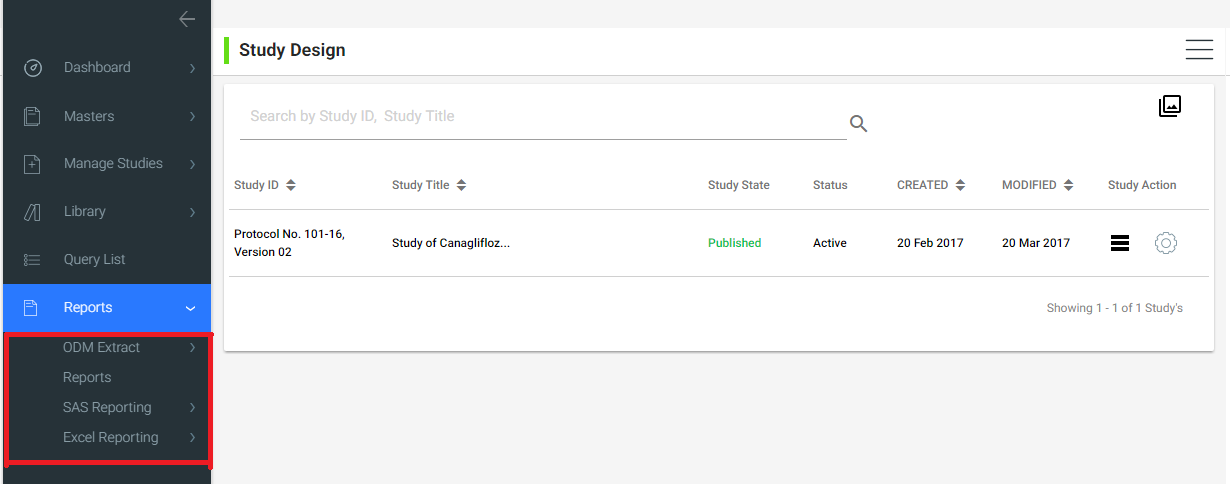 Dashboard
Masters
Manage Studies
Library
Query List
Reports
ODM Extract
Reports
SAS Reporting
Excel Reporting
Study Design
Search by Study ID,  Study Title
Study ID
Study Title
Study State
Status
CREATED
MODIFIED
Study Action
Protocol No. 101-16,
Version 02
Study of Canaglifloz...
Published
Active
20 Feb 2017
20 Mar 2017
Showing 1 - 1 of 1 Study's